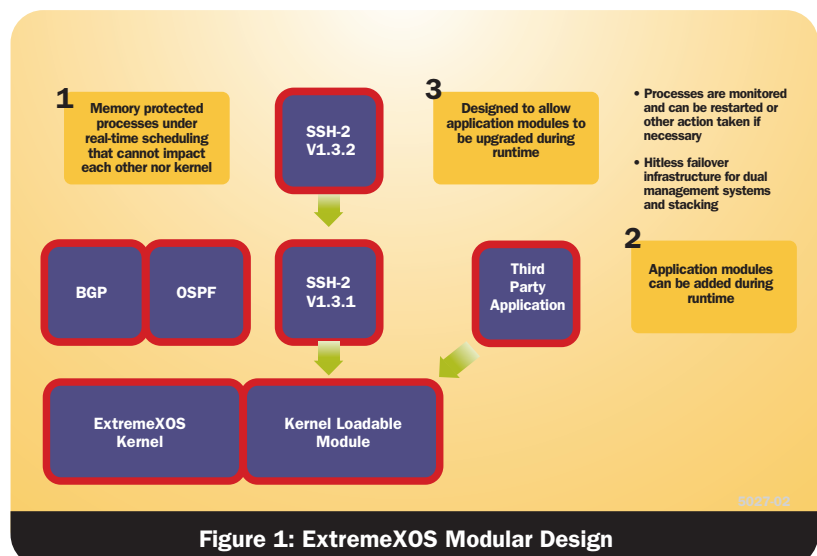 1
Memory protected
processes under
real-time scheduling
that cannot impact
each other nor kernel
SSH-2
V1.3.2
3
Designed to allow
application modules to
be upgraded during
runtime
• Processes are monitored
and can be restarted or
other action taken if
necessary
• Hitless failover
infrastructure for dual
management systems
and stacking
BGP
OSPF
SSH-2
V1.3.1
Third
Party
Application
2
Application modules
can be added during
runtime
ExtremeXOS
Kernel
Kernel Loadable
Module
Figure 1: ExtremeXOS Modular Design